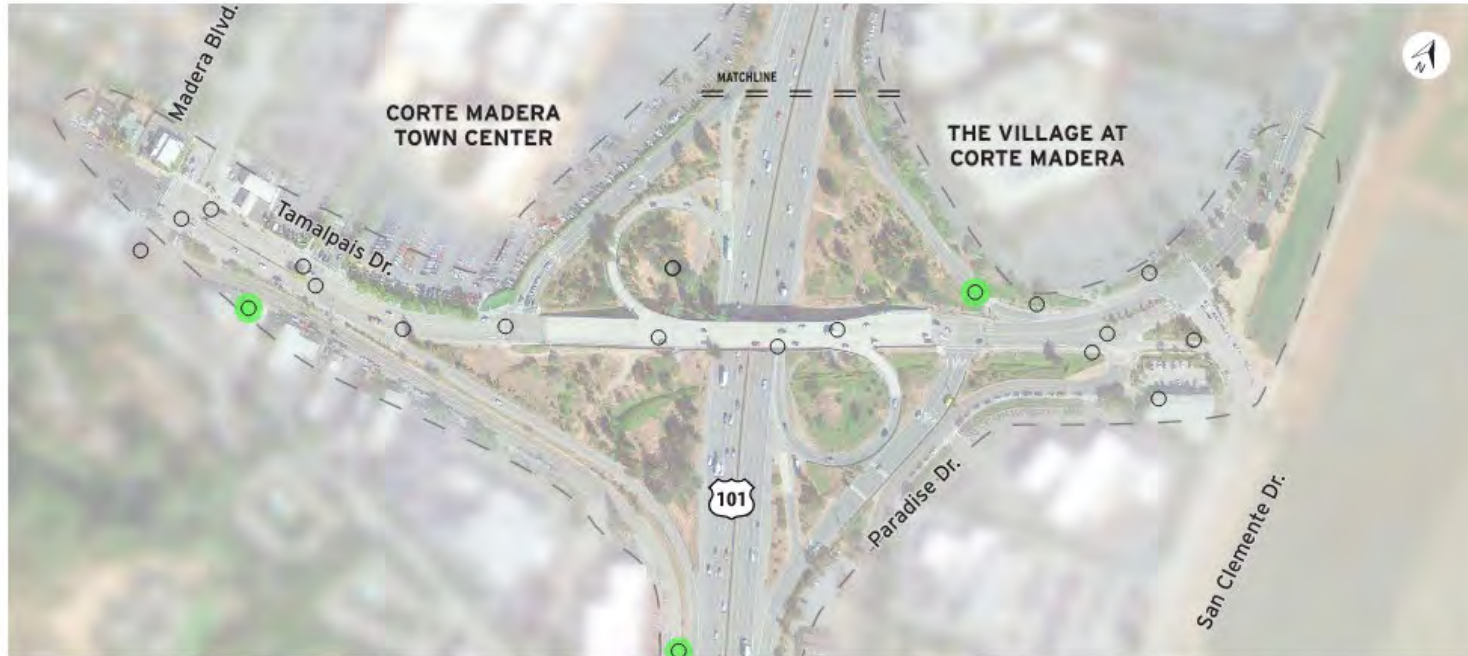 Madera Blvd.
MATCHLINE
CORTE MADERA
TOWN CENTER
THE VILLAGE AT
CORTE MADERA
N
Tamalpais Dr.
101
Paradise Dr.
San Clemente Dr.